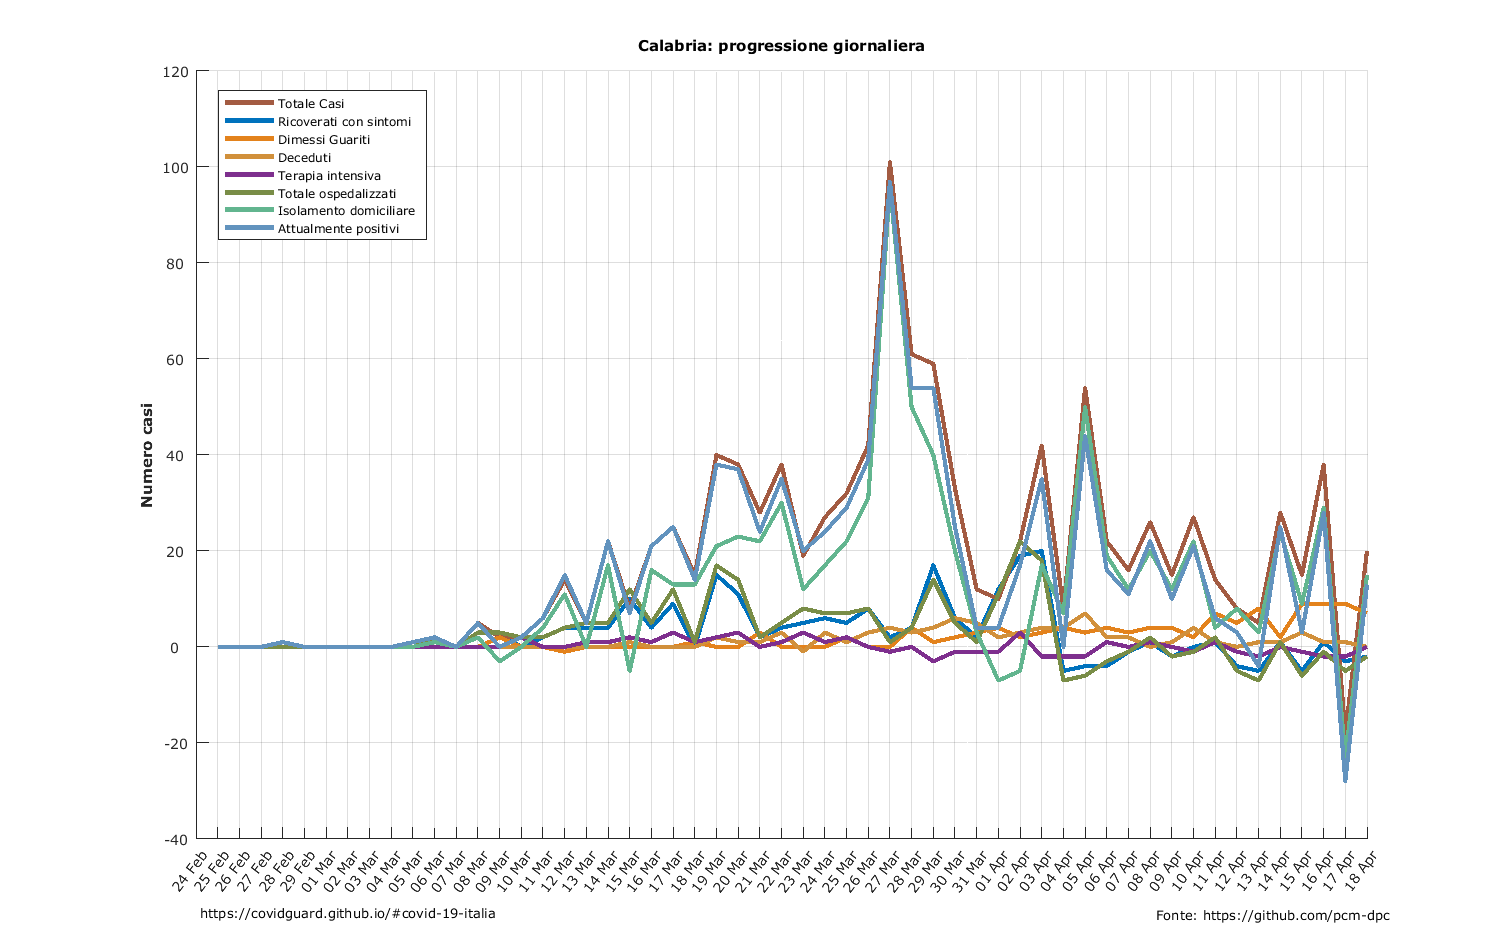 Calabria: progressione giornaliera
120
100
80
60
40
20
0
-20
-40
Numero casi
Totale Casi
Ricoverati con sintomi
Dimessi Guariti
Deceduti
Terapia intensiva
Totale ospedalizzati
Isolamento domiciliare
Attualmente positivi
24 Feb
25 Feb
26 Feb
27 Feb
28 Feb
29 Feb
01 Mar
02 Mar
03 Mar
04 Mar
05 Mar
06 Mar
07 Mar
08 Mar
09 Mar
10 Mar
11 Mar
12 Mar
13 Mar
14 Mar
15 Mar
16 Mar
17 Mar
18 Mar
19 Mar
20 Mar
21 Mar
22 Mar
23 Mar
24 Mar
25 Mar
26 Mar
27 Mar
28 Mar
29 Mar
30 Mar
31 Mar
01 Apr
02 Apr
03 Apr
04 Apr
05 Apr
06 Apr
07 Apr
08 Apr
09 Apr
10 Apr
11 Apr
12 Apr
13 Apr
14 Apr
15 Apr
16 Apr
17 Apr
18 Apr
https://covidguard.github.io/#covid-19-italia
Fonte: https://github.com/pcm-dpc